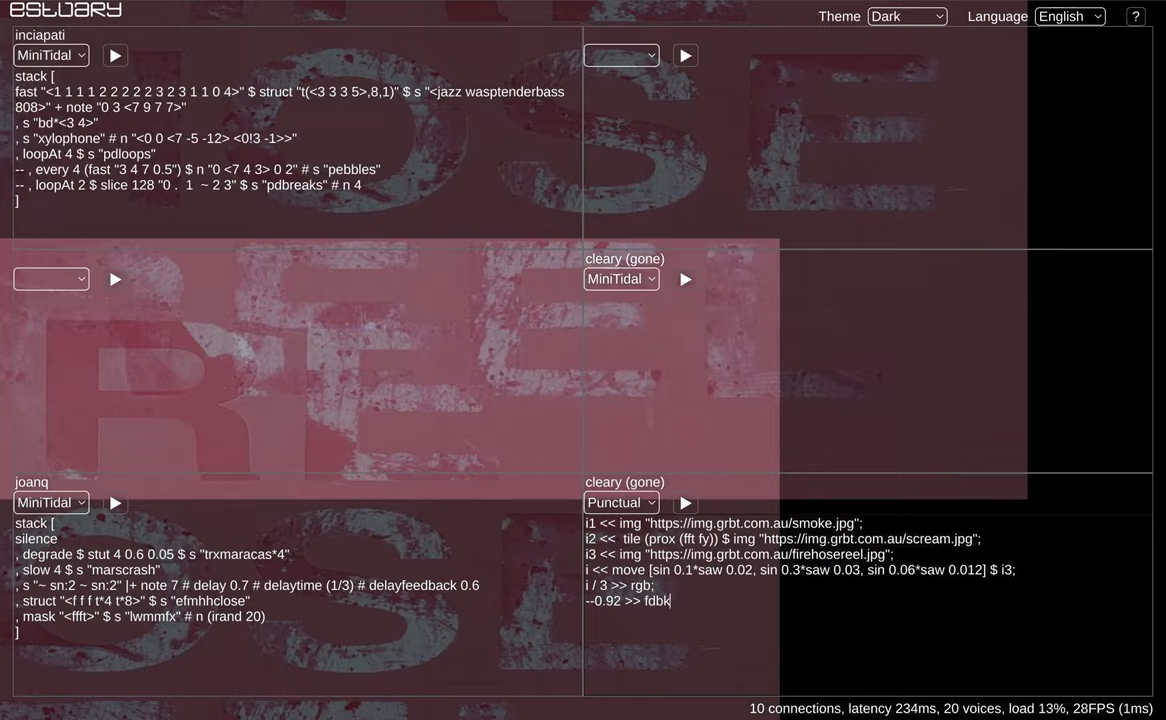 estuary
Theme Dark Language English ?
inciapati
MiniTidal
stack [
fast "<1 1 1 1 2 2 2 2 2 3 2 3 1 1 0 4>" $ struct "t(<3 3 3 5>,8,1)" $ s "<jazz wasptenderbass
808>" + note "0 3 <7 9 7 7>"
, s "bd*<3 4>"
, s "xylophone" # n "<0 0 <7 -5 -12> <0!3 -1>>"
, loopAt 4 $ s "pdloops"
-- , every 4 (fast "3 4 7 0.5") $ n "0 <7 4 3> 0 2" # s "pebbles"
-- , loopAt 2 $ slice 128 "0 .  1  ~ 2 3" $ s "pdbreaks" # n 4
]
OSE
cleary (gone)
MiniTidal
REEL
joanq
MiniTidal
stack [
silence
, degrade $ stut 4 0.6 0.05 $ s "trxmaracas*4"
, slow 4 $ s "marscrash"
, s "~ sn:2 ~ sn:2" |+ note 7 # delay 0.7 # delaytime (1/3) # delayfeedback 0.6
, struct "<f f f t*4 t*8>" $ s "efmhhclose"
, mask "<ffft>" $ s "lwmmfx" # n (irand 20)
]
cleary (gone)
Punctual
i1 << img "https://img.grbt.com.au/smoke.jpg";
i2 <<  tile (prox (fft fy)) $ img "https://img.grbt.com.au/scream.jpg";
i3 << img "https://img.grbt.com.au/firehosereel.jpg";
i << move [sin 0.1*saw 0.02, sin 0.3*saw 0.03, sin 0.06*saw 0.012] $ i3;
i / 3 >> rgb;
--0.92 >> fdbk
OSE
10 connections, latency 234ms, 20 voices, load 13%, 28FPS (1ms)